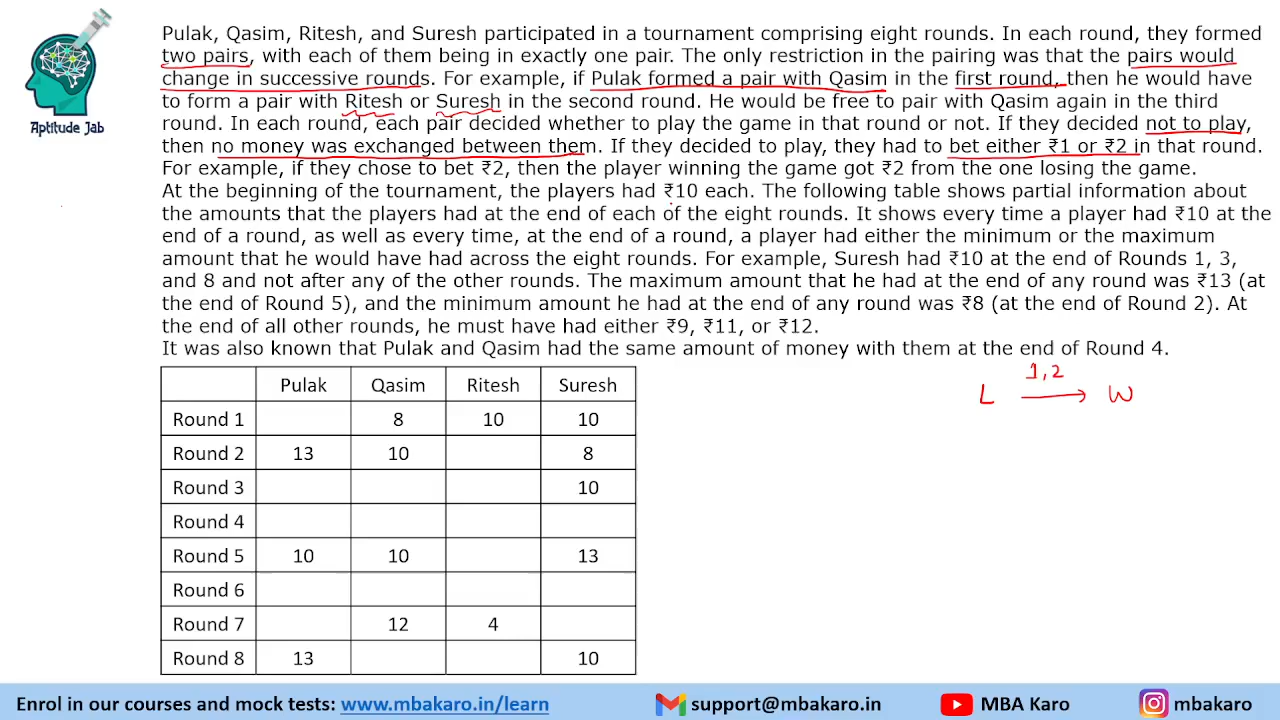 Pulak, Qasim, Ritesh, and Suresh participated in a tournament comprising eight rounds. In each round, they formed
two pairs, with each of them being in exactly one pair. The only restriction in the pairing was that the pairs would
change in successive rounds. For example, if Pulak formed a pair with Qasim in the first round, then he would have
to form a pair with Ritesh or Suresh in the second round. He would be free to pair with Qasim again in the third
round. In each round, each pair decided whether to play the game in that round or not. If they decided not to play,
then no money was exchanged between them. If they decided to play, they had to bet either ₹1 or ₹2 in that round.
For example, if they chose to bet ₹2, then the player winning the game got ₹2 from the one losing the game.
At the beginning of the tournament, the players had ₹10 each. The following table shows partial information about
the amounts that the players had at the end of each of the eight rounds. It shows every time a player had ₹10 at the
end of a round, as well as every time, at the end of a round, a player had either the minimum or the maximum
amount that he would have had across the eight rounds. For example, Suresh had ₹10 at the end of Rounds 1, 3,
and 8 and not after any of the other rounds. The maximum amount that he had at the end of any round was ₹13 (at
the end of Round 5), and the minimum amount he had at the end of any round was ₹8 (at the end of Round 2). At
the end of all other rounds, he must have had either ₹9, ₹11, or ₹12.
It was also known that Pulak and Qasim had the same amount of money with them at the end of Round 4.
Aptitude Jab
1,2
L → W
Pulak Qasim Ritesh Suresh
Round 1 8 10 10
Round 2 13 10 8
Round 3 10
Round 4
Round 5 10 10 13
Round 6
Round 7 12 4
Round 8 13 10
Enrol in our courses and mock tests: www.mbakaro.in/learn support@mbakaro.in MBA Karo mbakaro